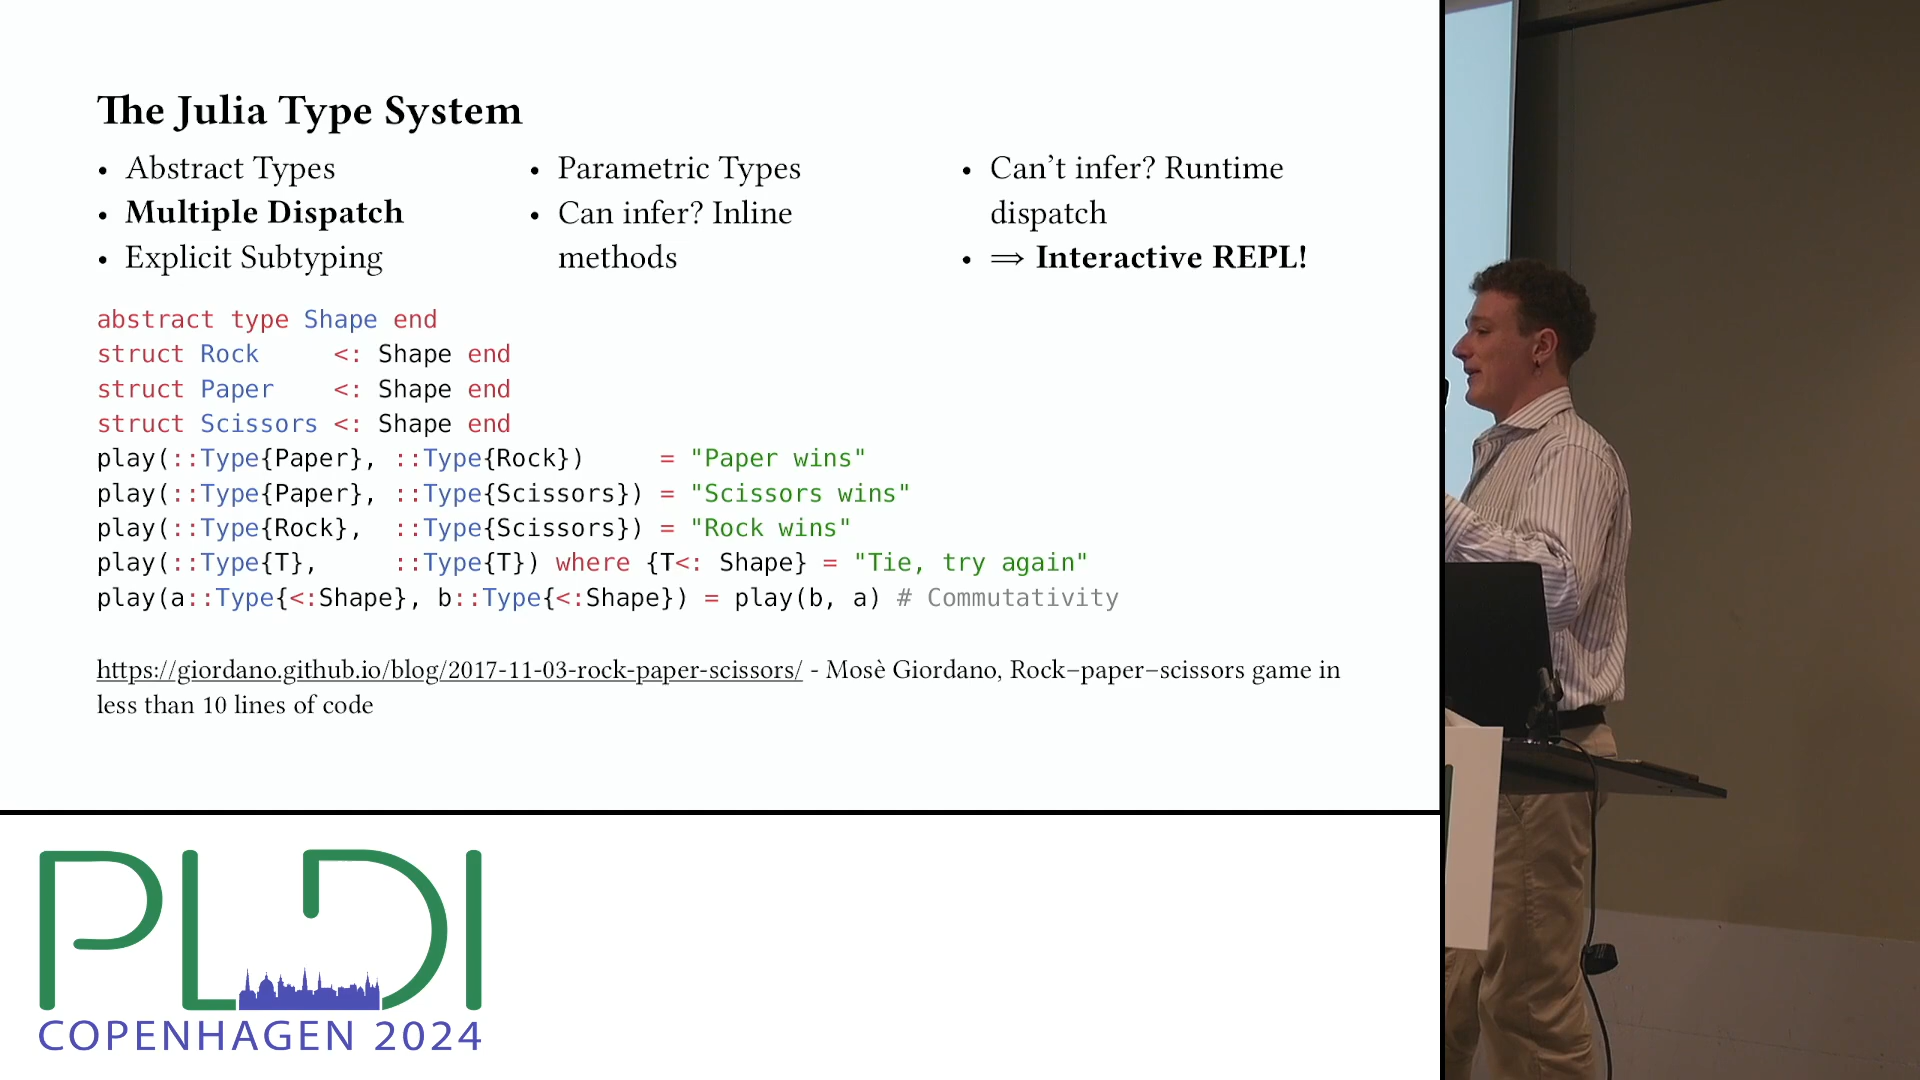 The Julia Type System
• Abstract Types
• Multiple Dispatch
• Explicit Subtyping
• Parametric Types
• Can infer? Inline
methods
• Can't infer? Runtime
dispatch
• ⟹ Interactive REPL!
abstract type Shape end
struct Rock     <: Shape end
struct Paper    <: Shape end
struct Scissors <: Shape end
play(::Type{Paper}, ::Type{Rock})     = "Paper wins"
play(::Type{Paper}, ::Type{Scissors}) = "Scissors wins"
play(::Type{Rock},  ::Type{Scissors}) = "Rock wins"
play(::Type{T},     ::Type{T}) where {T<: Shape} = "Tie, try again"
play(a::Type{<:Shape}, b::Type{<:Shape}) = play(b, a) # Commutativity
https://giordano.github.io/blog/2017-11-03-rock-paper-scissors/ - Mosè Giordano, Rock–paper–scissors game in
less than 10 lines of code
PLDI
COPENHAGEN 2024